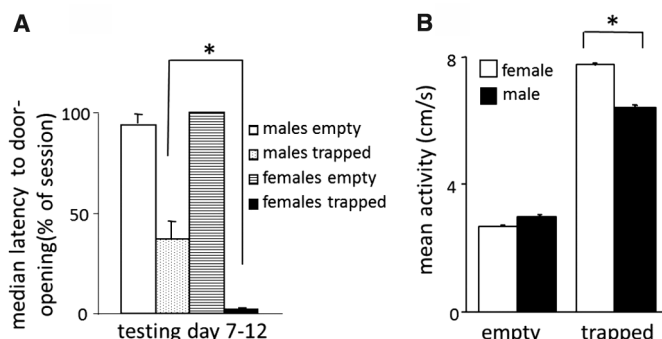 A
*
median latency to door-
opening(% of session)
100
50
0
males empty
males trapped
females empty
females trapped
testing day 7-12
B
*
mean activity (cm/s)
8
4
0
female
male
empty
trapped